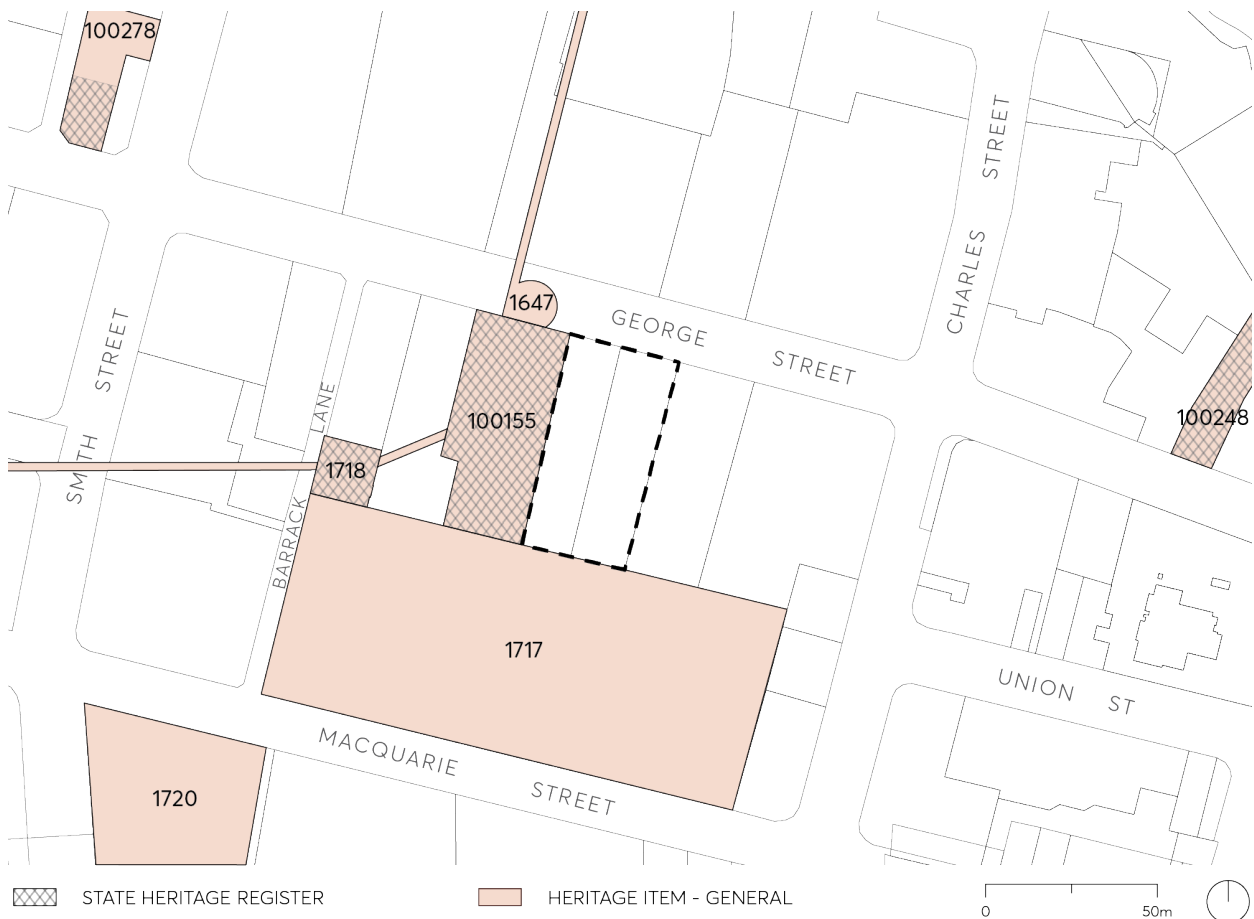 100278
CHARLES STREET
1647
GEORGE STREET
SMITH STREET
BARRACK LANE
100155
100248
1718
1717
UNION ST
MACQUARIE STREET
1720
STATE HERITAGE REGISTER
HERITAGE ITEM - GENERAL
0
50m